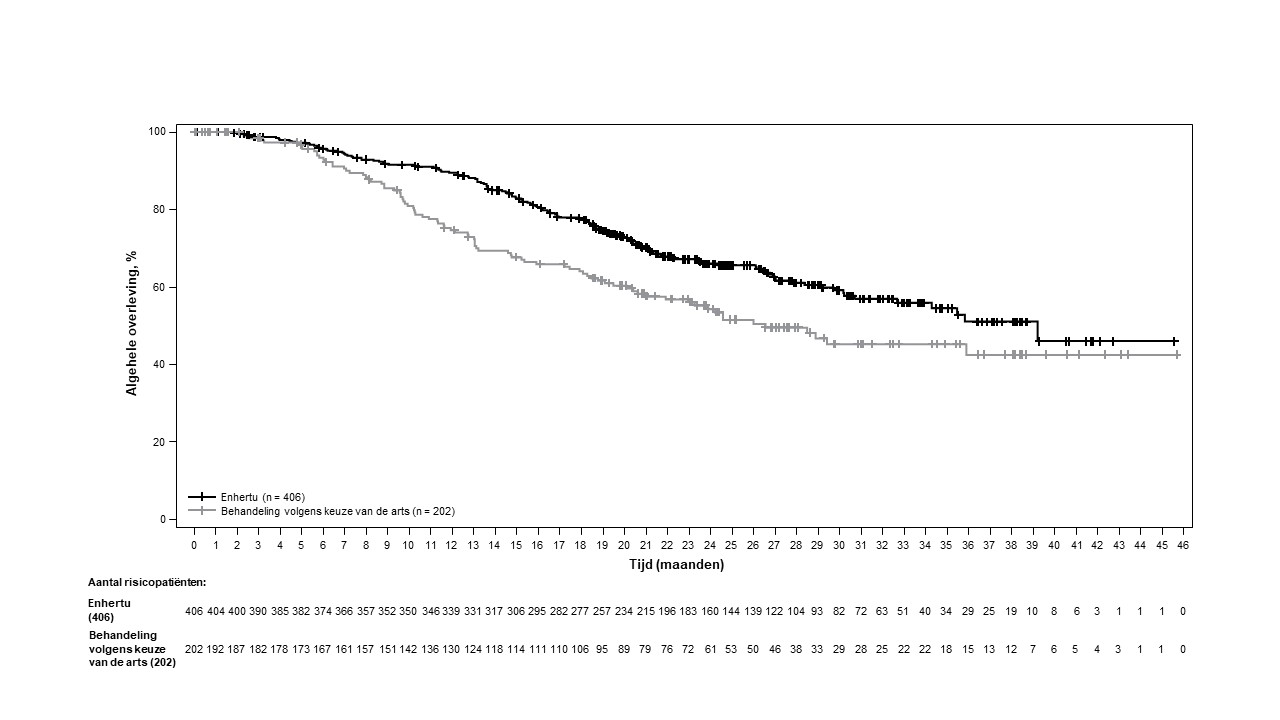 100
80
60
40
20
0
Algehele overleving, %
Enhertu (n = 406)
Behandeling volgens keuze van de arts (n = 202)
0 1 2 3 4 5 6 7 8 9 10 11 12 13 14 15 16 17 18 19 20 21 22 23 24 25 26 27 28 29 30 31 32 33 34 35 36 37 38 39 40 41 42 43 44 45 46
Tijd (maanden)
Aantal risicopatiënten:
Enhertu
(406)
406 404 400 390 385 382 374 366 357 352 350 346 339 331 317 306 295 282 277 257 234 215 196 183 160 144 139 122 104 93 82 72 63 51 40 34 29 25 19 10 8 6 3 1 1 1 0
Behandeling
volgens keuze
van de arts (202)
202 192 187 182 178 173 167 161 157 151 142 136 130 124 118 114 111 110 106 95 89 79 76 72 61 53 50 46 38 33 29 28 25 22 22 18 15 13 12 7 6 5 4 3 1 1 0